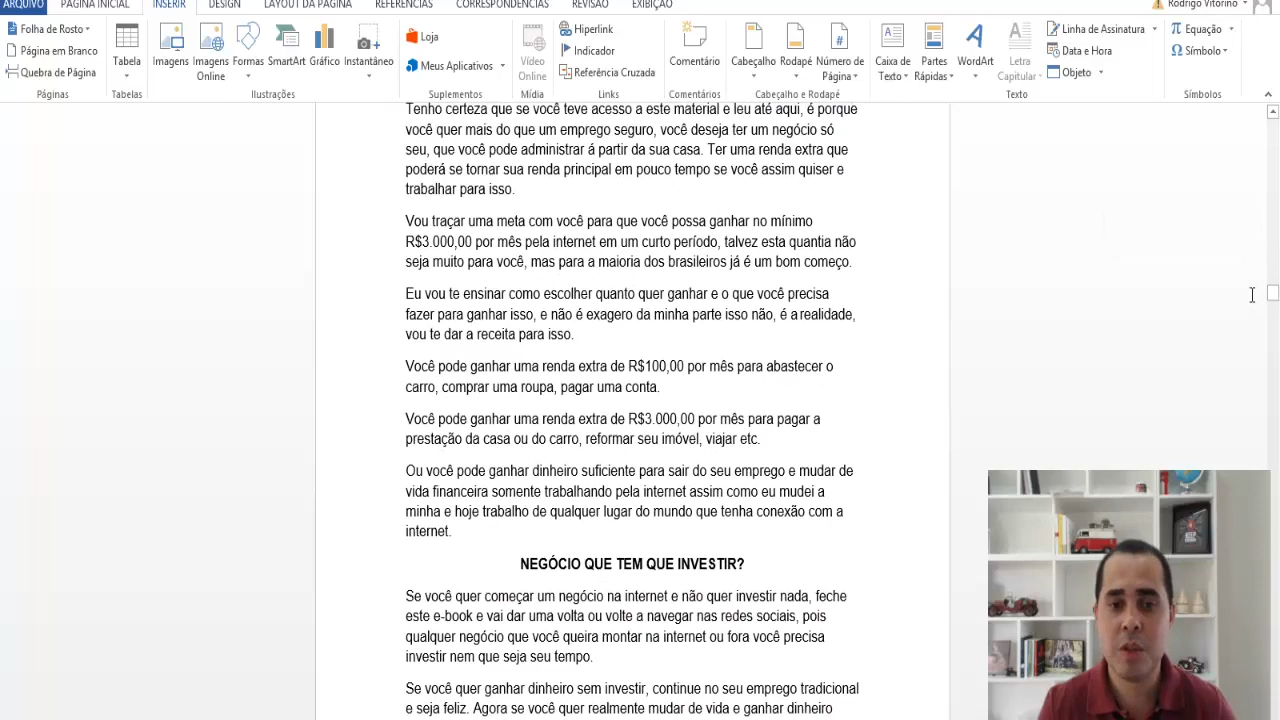 ARQUIVO PÁGINA INICIAL INSERIR DESIGN LAYOUT DA PÁGINA REFERÊNCIAS CORRESPONDÊNCIAS REVISÃO EXIBIÇÃO Rodrigo Vitorino
Folha de Rosto
Página em Branco
Quebra de Página
Páginas
Tabela
Tabelas
Imagens
Imagens
Online
Formas
SmartArt
Gráfico
Instantâneo
Ilustrações
Loja
Meus Aplicativos
Suplementos
Vídeo
Online
Mídia
Hiperlink
Indicador
Referência Cruzada
Links
Comentário
Comentários
Cabeçalho
Rodapé
Número de
Página
Cabeçalho e Rodapé
Caixa de
Texto
Partes
Rápidas
WordArt
Letra
Capitular
Linha de Assinatura
Data e Hora
Objeto
Texto
Equação
Símbolo
Símbolos
Tenho certeza que se você teve acesso a este material e leu até aqui, é porque
você quer mais do que um emprego seguro, você deseja ter um negócio só
seu, que você pode administrar á partir da sua casa. Ter uma renda extra que
poderá se tornar sua renda principal em pouco tempo se você assim quiser e
trabalhar para isso.
Vou traçar uma meta com você para que você possa ganhar no mínimo
R$3.000,00 por mês pela internet em um curto período, talvez esta quantia não
seja muito para você, mas para a maioria dos brasileiros já é um bom começo.
Eu vou te ensinar como escolher quanto quer ganhar e o que você precisa
fazer para ganhar isso, e não é exagero da minha parte isso não, é a realidade,
vou te dar a receita para isso.
Você pode ganhar uma renda extra de R$100,00 por mês para abastecer o
carro, comprar uma roupa, pagar uma conta.
Você pode ganhar uma renda extra de R$3.000,00 por mês para pagar a
prestação da casa ou do carro, reformar seu imóvel, viajar etc.
Ou você pode ganhar dinheiro suficiente para sair do seu emprego e mudar de
vida financeira somente trabalhando pela internet assim como eu mudei a
minha e hoje trabalho de qualquer lugar do mundo que tenha conexão com a
internet.
NEGÓCIO QUE TEM QUE INVESTIR?
Se você quer começar um negócio na internet e não quer investir nada, feche
este e-book e vai dar uma volta ou volte a navegar nas redes sociais, pois
qualquer negócio que você queira montar na internet ou fora você precisa
investir nem que seja seu tempo.
Se você quer ganhar dinheiro sem investir, continue no seu emprego tradicional
e seja feliz. Agora se você quer realmente mudar de vida e ganhar dinheiro